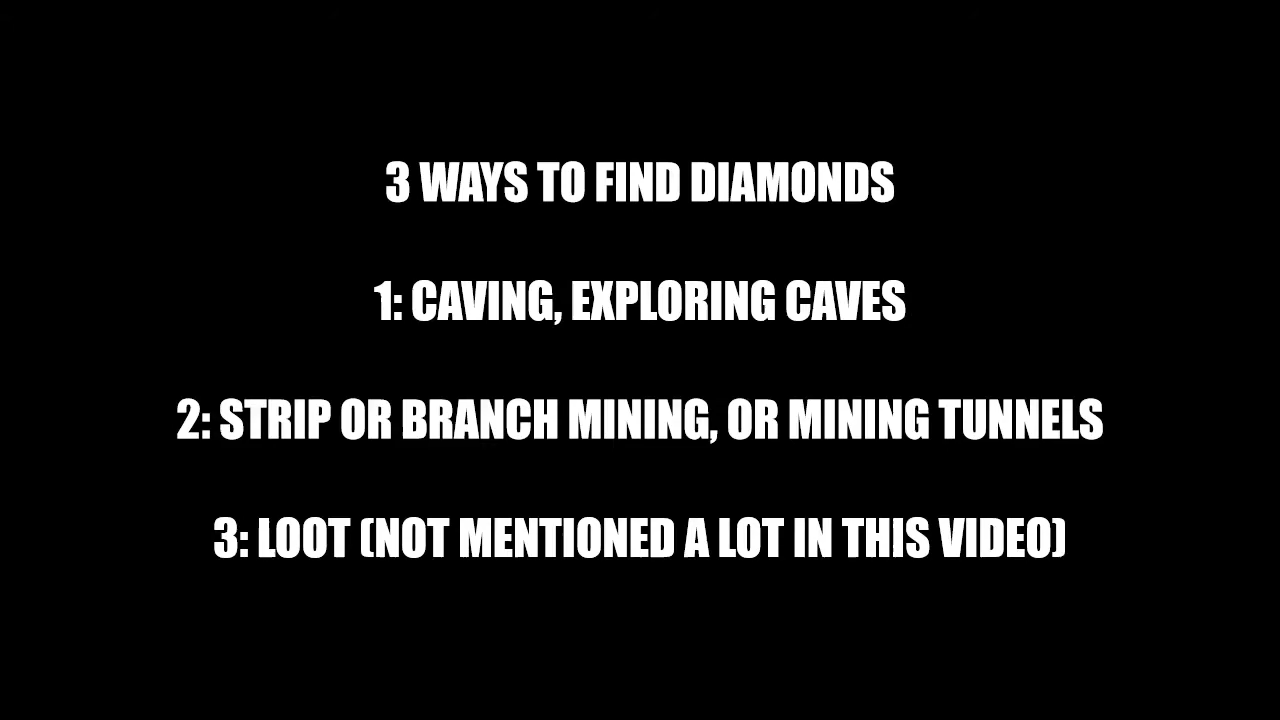 3 WAYS TO FIND DIAMONDS
1: CAVING, EXPLORING CAVES
2: STRIP OR BRANCH MINING, OR MINING TUNNELS
3: LOOT (NOT MENTIONED A LOT IN THIS VIDEO)